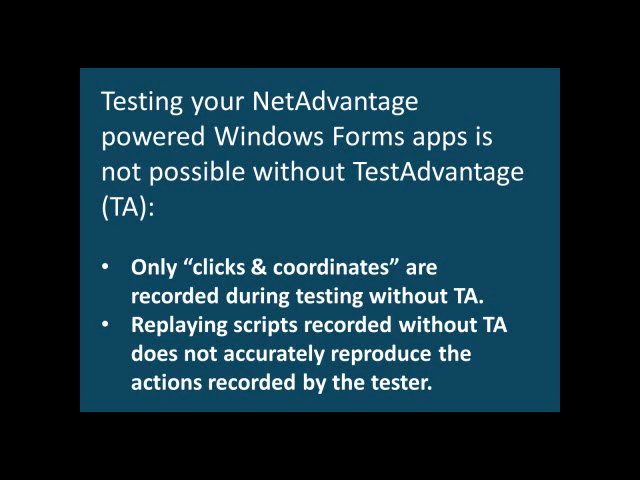 Testing your NetAdvantage
powered Windows Forms apps is
not possible without TestAdvantage
(TA):
• Only “clicks & coordinates” are
recorded during testing without TA.
• Replaying scripts recorded without TA
does not accurately reproduce the
actions recorded by the tester.